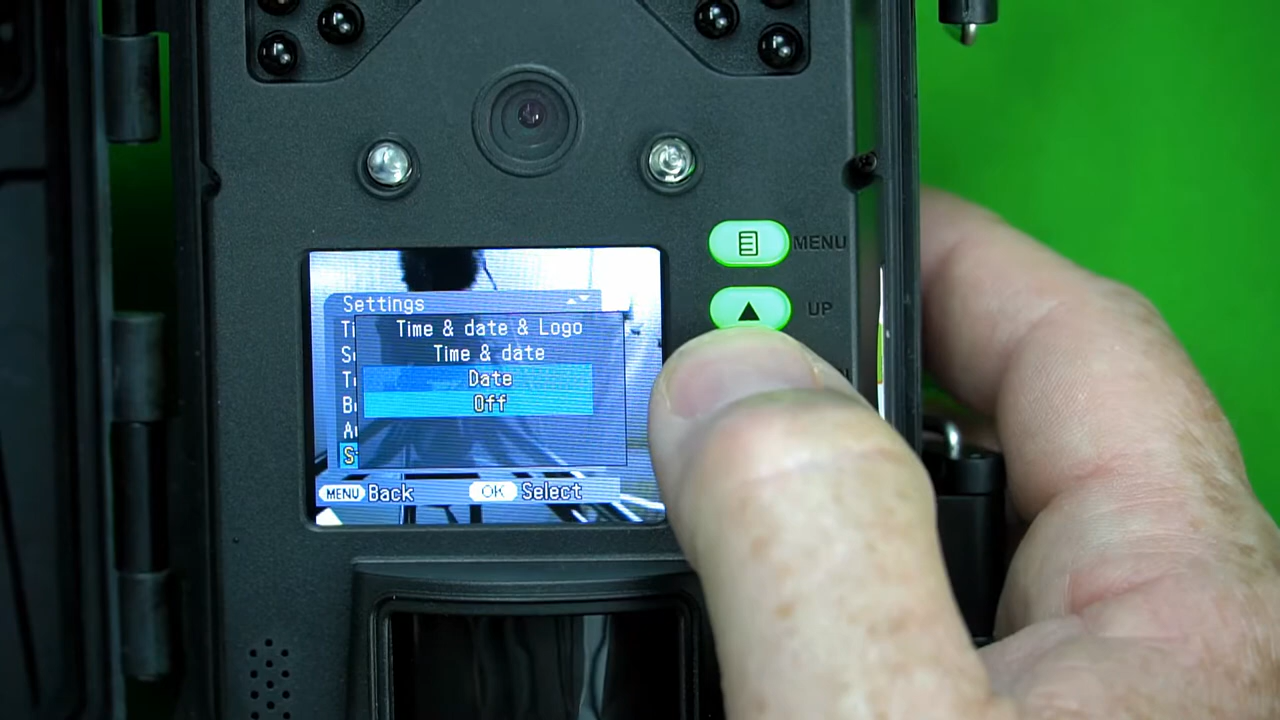 MENU
UP
Settings
Time & date & Logo
Time & date
Date
Off
MENU Back
OK Select